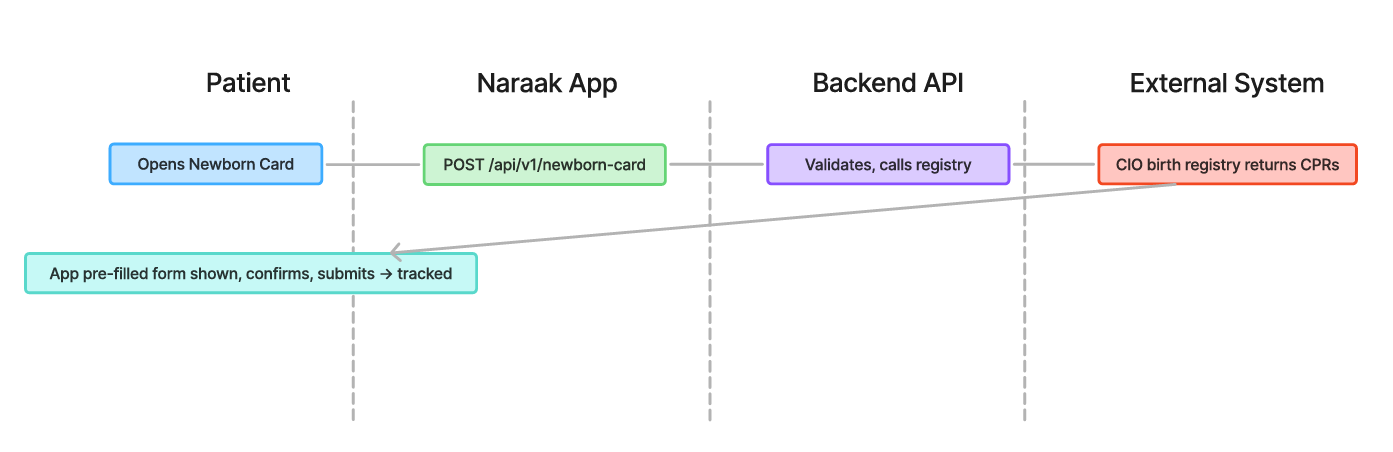 Patient
Naraak App
Backend API
External System
Opens Newborn Card
POST /api/v1/newborn-card
Validates, calls registry
CIO birth registry returns CPRs
App pre-filled form shown, confirms, submits → tracked